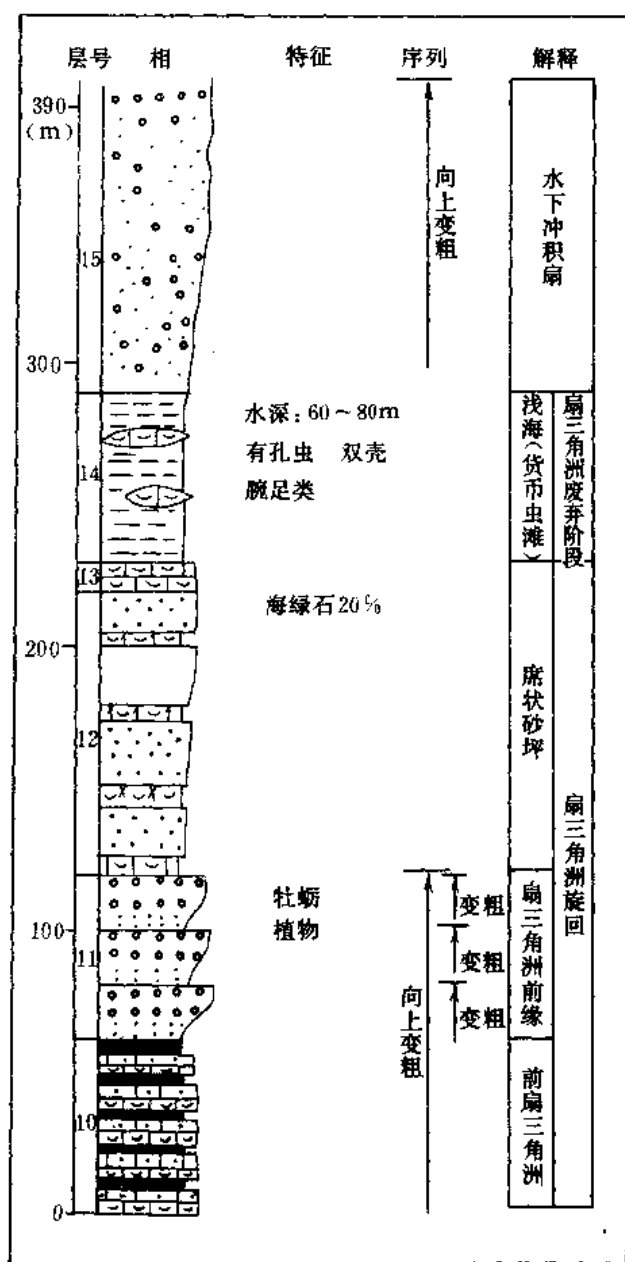 层号 相 特征 序列 解释
390
(m)
向上变粗
水下冲积扇
15
300
水深：60～80m
有孔虫 双壳
腕足类
浅海（货币虫滩）
扇三角洲废弃阶段
14
13
海绿石20%
200
席状砂坪
12
扇三角洲旋回
牡蛎
植物
变粗
扇三角洲前缘
100
11
变粗
向上变粗
变粗
前扇三角洲
10
0